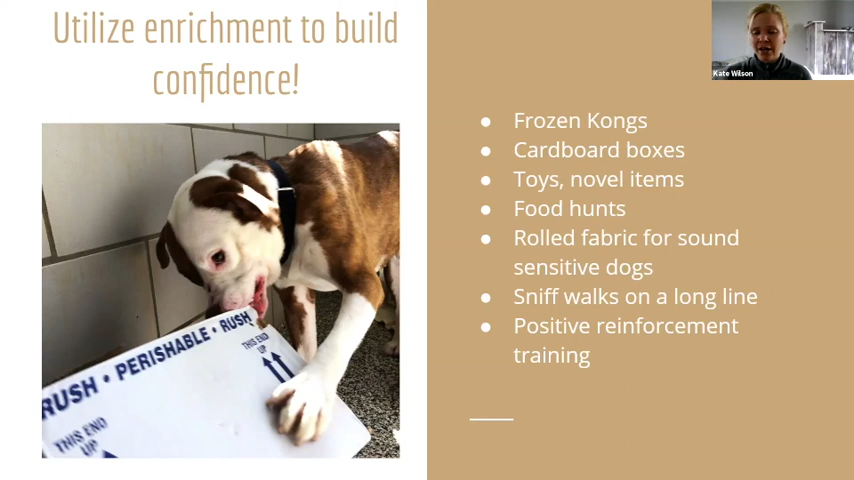 Utilize enrichment to build
confidence!
Kate Wilson
● Frozen Kongs
● Cardboard boxes
● Toys, novel items
● Food hunts
● Rolled fabric for sound
sensitive dogs
● Sniff walks on a long line
● Positive reinforcement
training
RUSH • PERISHABLE • RUSH
THIS END
UP
THIS END
UP